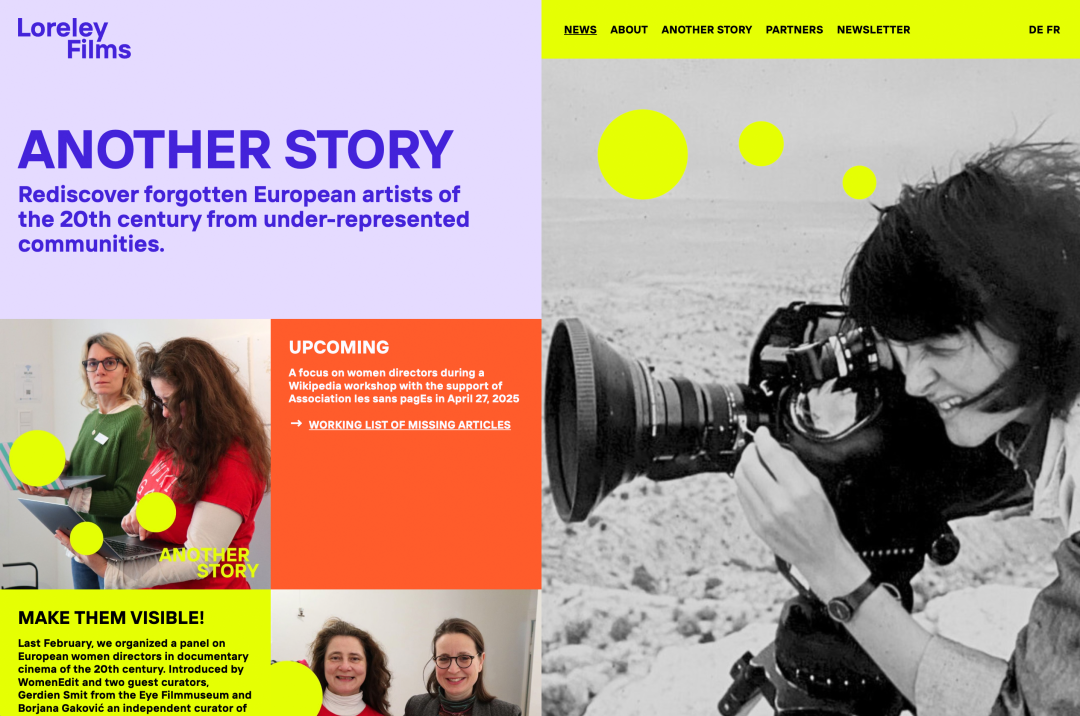 Loreley
Films
NEWS ABOUT ANOTHER STORY PARTNERS NEWSLETTER DE FR
ANOTHER STORY
Rediscover forgotten European artists of
the 20th century from under-represented
communities.
UPCOMING
A focus on women directors during a
Wikipedia workshop with the support of
Association les sans pagEs in April 27, 2025
→ WORKING LIST OF MISSING ARTICLES
ANOTHER
STORY
MAKE THEM VISIBLE!
Last February, we organized a panel on
European women directors in documentary
cinema of the 20th century. Introduced by
WomenEdit and two guest curators,
Gerdien Smit from the Eye Filmmuseum and
Borjana Gaković an independent curator of